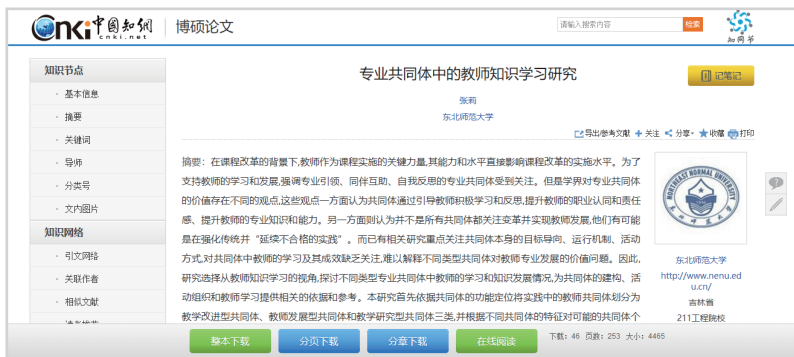 Cnki中国知网
cnki.net
博硕论文
请输入搜索内容
检索
知网节
知识节点
· 基本信息
· 摘要
· 关键词
· 导师
· 分类号
· 文内图片
知识网络
· 引文网络
· 关联作者
· 相似文献
专业共同体中的教师知识学习研究
记笔记
张莉
东北师范大学
导出/参考文献 + 关注 分享 收藏 打印
摘要：在课程改革的背景下,教师作为课程实施的关键力量,其能力和水平直接影响课程改革的实施水平。为了
支持教师的学习和发展,强调专业引领、同伴互助、自我反思的专业共同体受到关注。但是学界对专业共同体
的价值存在不同的观点,这些观点一方面认为共同体通过引导教师积极学习和反思,提升教师的职业认同和责任
感、提升教师的专业知识和能力。另一方面则认为并不是所有共同体都关注变革并实现教师发展,他们有可能
是在强化传统并“延续不合格的实践”。而已有相关研究重点关注共同体本身的目标导向、运行机制、活动
方式,对共同体中教师的学习及其成效缺乏关注,难以解释不同类型共同体对教师专业发展的价值问题。因此,
研究选择从教师知识学习的视角,探讨不同类型专业共同体中教师的学习和知识发展情况,为共同体的建构、活
动组织和教师学习提供相关的依据和参考。本研究首先依据共同体的功能定位将实践中的教师共同体划分为
教学改进型共同体、教师发展型共同体和教学研究型共同体三类,并根据不同共同体的特征对可能的共同体个
NORTHEAST NORMAL UNIVERSITY
东北师范大学
东北师范大学
http://www.nenu.ed
u.cn/
吉林省
211工程院校
整本下载
分页下载
分章下载
在线阅读
下载: 46 页数: 253 大小: 4465